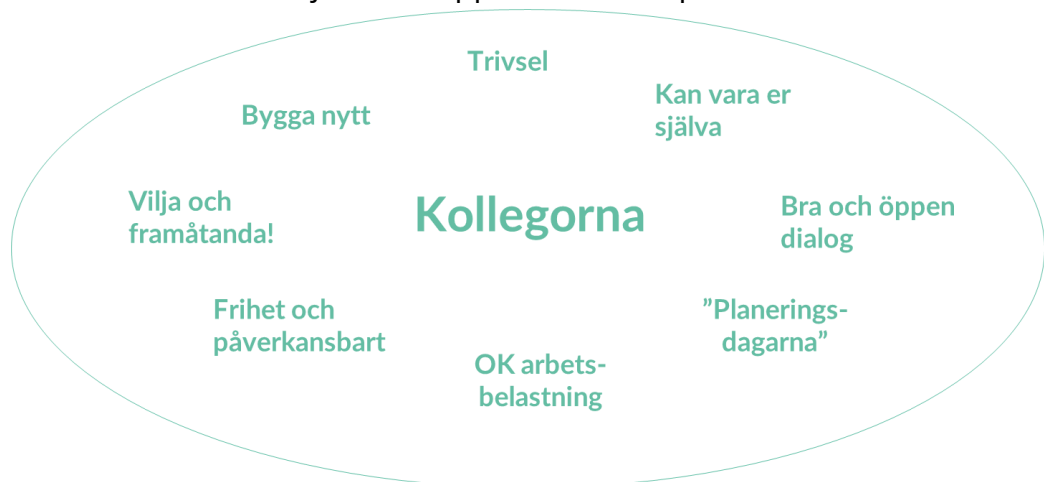 Trivsel
Kan vara er
själva
Bygga nytt
Vilja och
framåtanda!
Kollegorna
Bra och öppen
dialog
Frihet och
påverkansbart
”Planerings-
dagarna”
OK arbets-
belastning